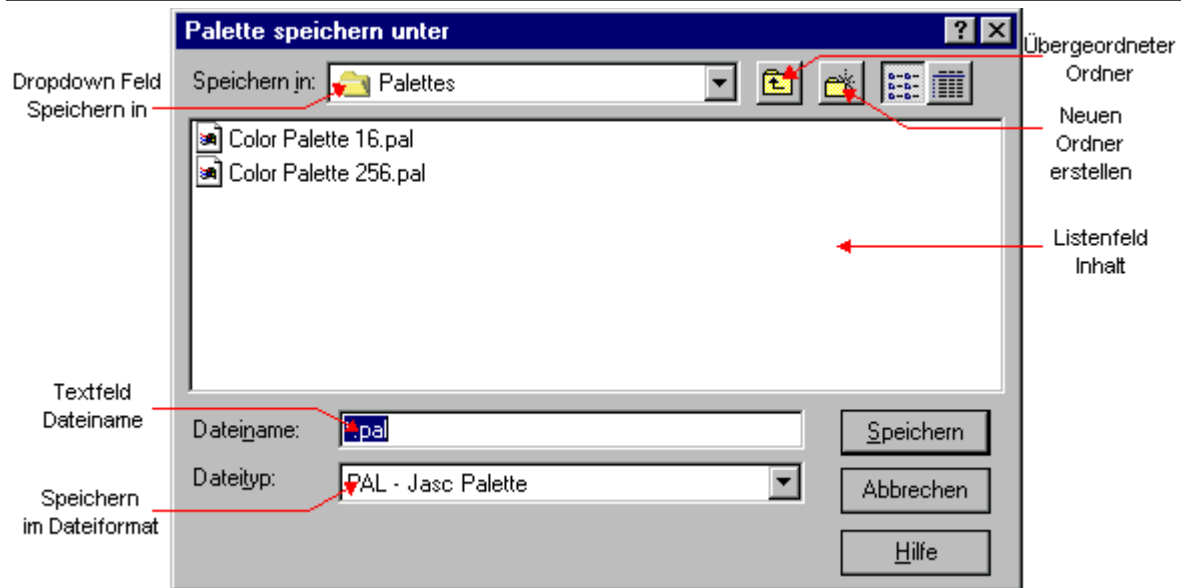 Palette speichern unter
Übergeordneter
Ordner
Dropdown Feld
Speichern in
Speichern in:
Palettes
Neuen
Ordner
erstellen
Color Palette 16.pal
Color Palette 256.pal
Listenfeld
Inhalt
Textfeld
Dateiname
Dateiname:
*.pal
Speichern
Dateityp:
PAL - Jasc Palette
Abbrechen
Speichern
im Dateiformat
Hilfe